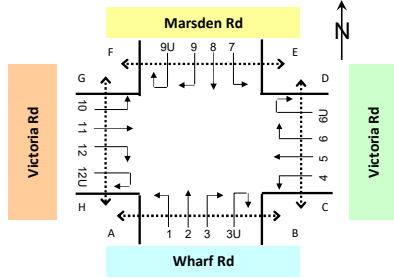 Marsden Rd
N
F
9U 9 8 7
E
G
D
10
11
12
12U
6U
6
5
4
Victoria Rd
Victoria Rd
H
C
A
1 2 3 3U
B
Wharf Rd